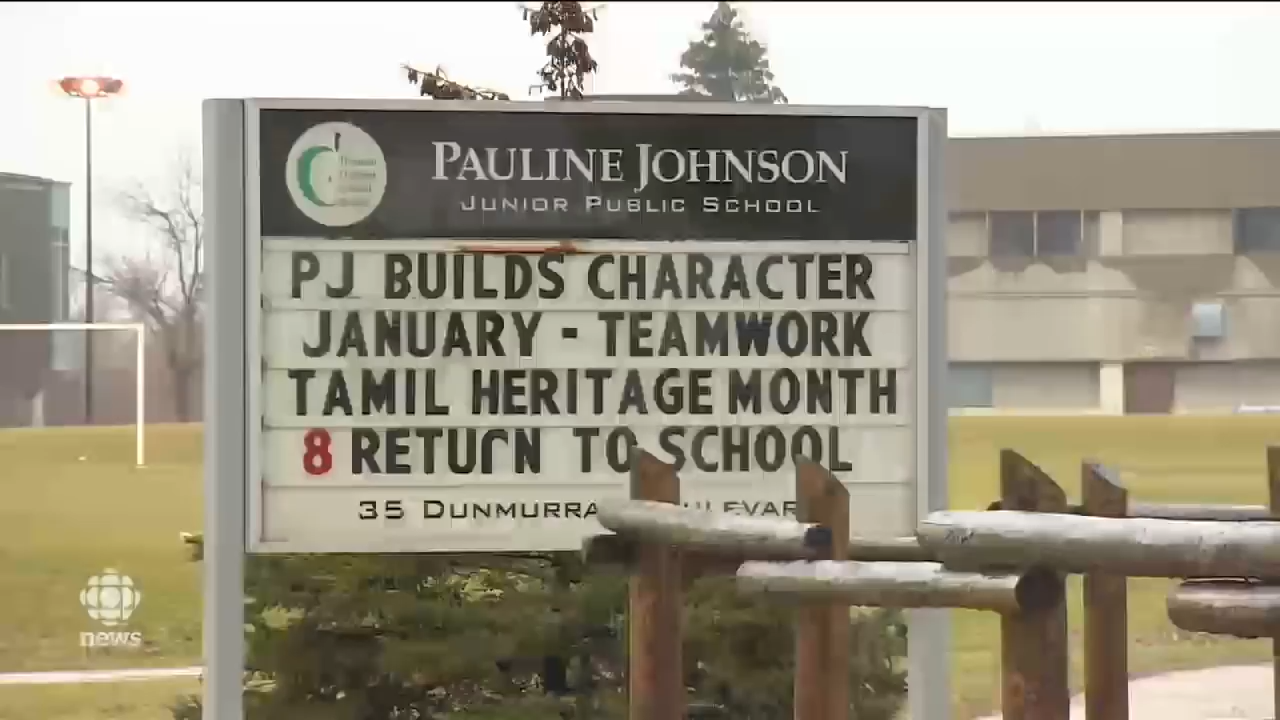 PAULINE JOHNSON
JUNIOR PUBLIC SCHOOL
PJ BUILDS CHARACTER
JANUARY - TEAMWORK
TAMIL HERITAGE MONTH
8 RETURN TO SCHOOL
35 DUNMURRA
news